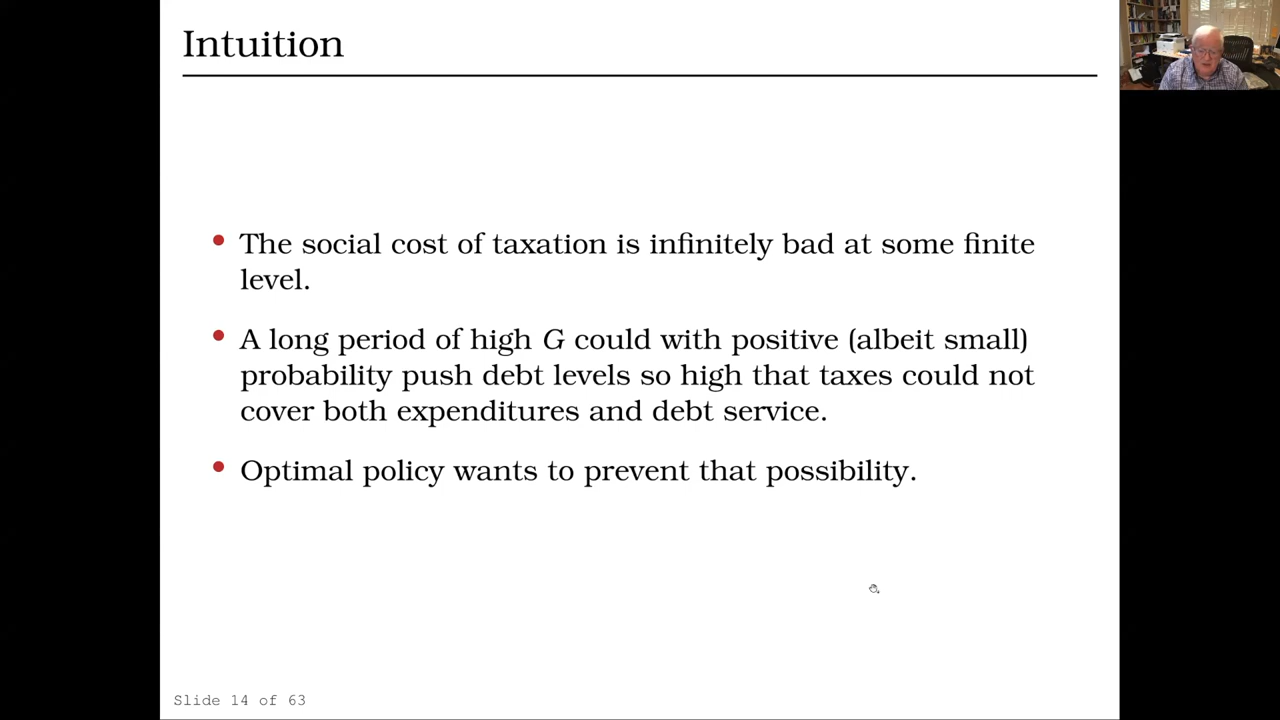 Intuition
The social cost of taxation is infinitely bad at some finite
level.
A long period of high G could with positive (albeit small)
probability push debt levels so high that taxes could not
cover both expenditures and debt service.
Optimal policy wants to prevent that possibility.
Slide 14 of 63